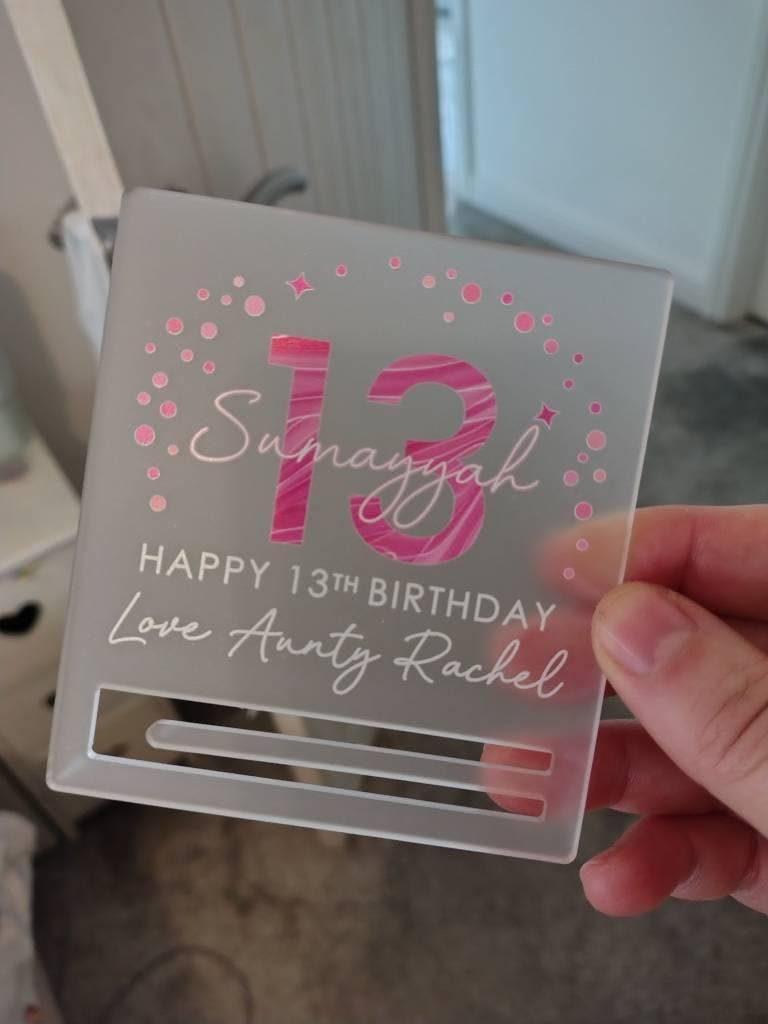 13
Sumayyah
HAPPY 13TH BIRTHDAY
Love Aunty Rachel